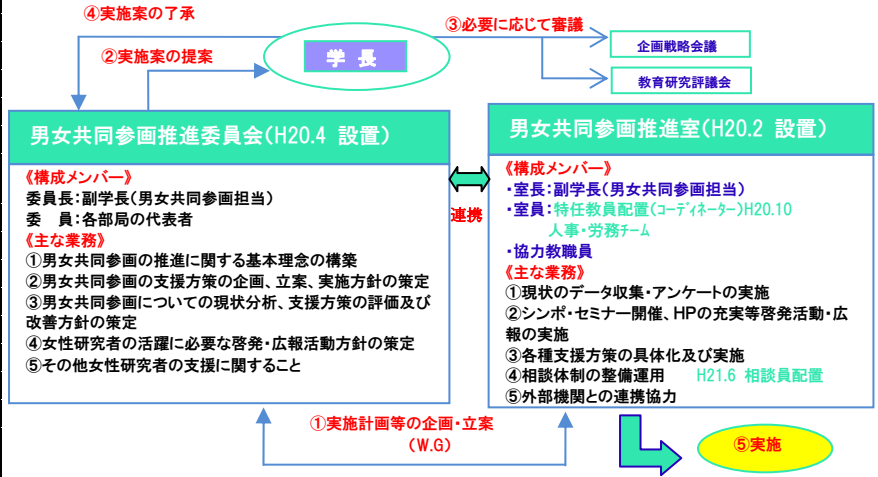 ④実施案の了承
②実施案の提案
学 長
③必要に応じて審議
企画戦略会議
教育研究評議会
男女共同参画推進委員会(H20.4 設置)
《構成メンバー》
委員長:副学長(男女共同参画担当)
委 員:各部局の代表者
《主な業務》
①男女共同参画の推進に関する基本理念の構築
②男女共同参画の支援方策の企画、立案、実施方針の策定
③男女共同参画についての現状分析、支援方策の評価及び
改善方針の策定
④女性研究者の活躍に必要な啓発・広報活動方針の策定
⑤その他女性研究者の支援に関すること
連携
男女共同参画推進室(H20.2 設置)
《構成メンバー》
・室長:副学長(男女共同参画担当)
・室員:特任教員配置(コーディネーター)H20.10
人事・労務チーム
・協力教職員
《主な業務》
①現状のデータ収集・アンケートの実施
②シンポ・セミナー開催、HPの充実等啓発活動・広
報の実施
③各種支援方策の具体化及び実施
④相談体制の整備運用 H21.6 相談員配置
⑤外部機関との連携協力
①実施計画等の企画・立案
(W.G)
⑤実施